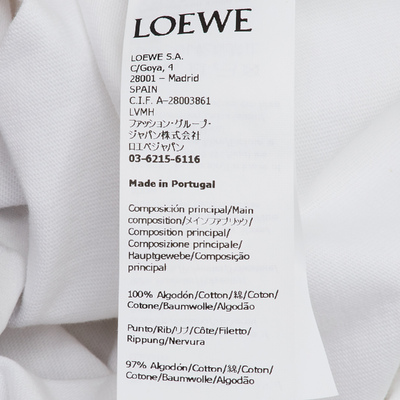 LOEWE
LOEWE S.A.
C/Goya, 4
28001 – Madrid
SPAIN
C.I.F. A-28003861
LVMH
ファッション・グループ・
ジャパン株式会社
ロエベジャパン
03-6215-6116
Made in Portugal
Composición principal/Main
composition/メインファブリック/
Composition principal/
Composizione principale/
Hauptgewebe/Composição
principal
100% Algodón/Cotton/綿/Coton/
Cotone/Baumwolle/Algodão
Punto/Rib/リブ/Côte/Filetto/
Rippung/Nervura
97% Algodón/Cotton/綿/Coton/
Cotone/Baumwolle/Algodão